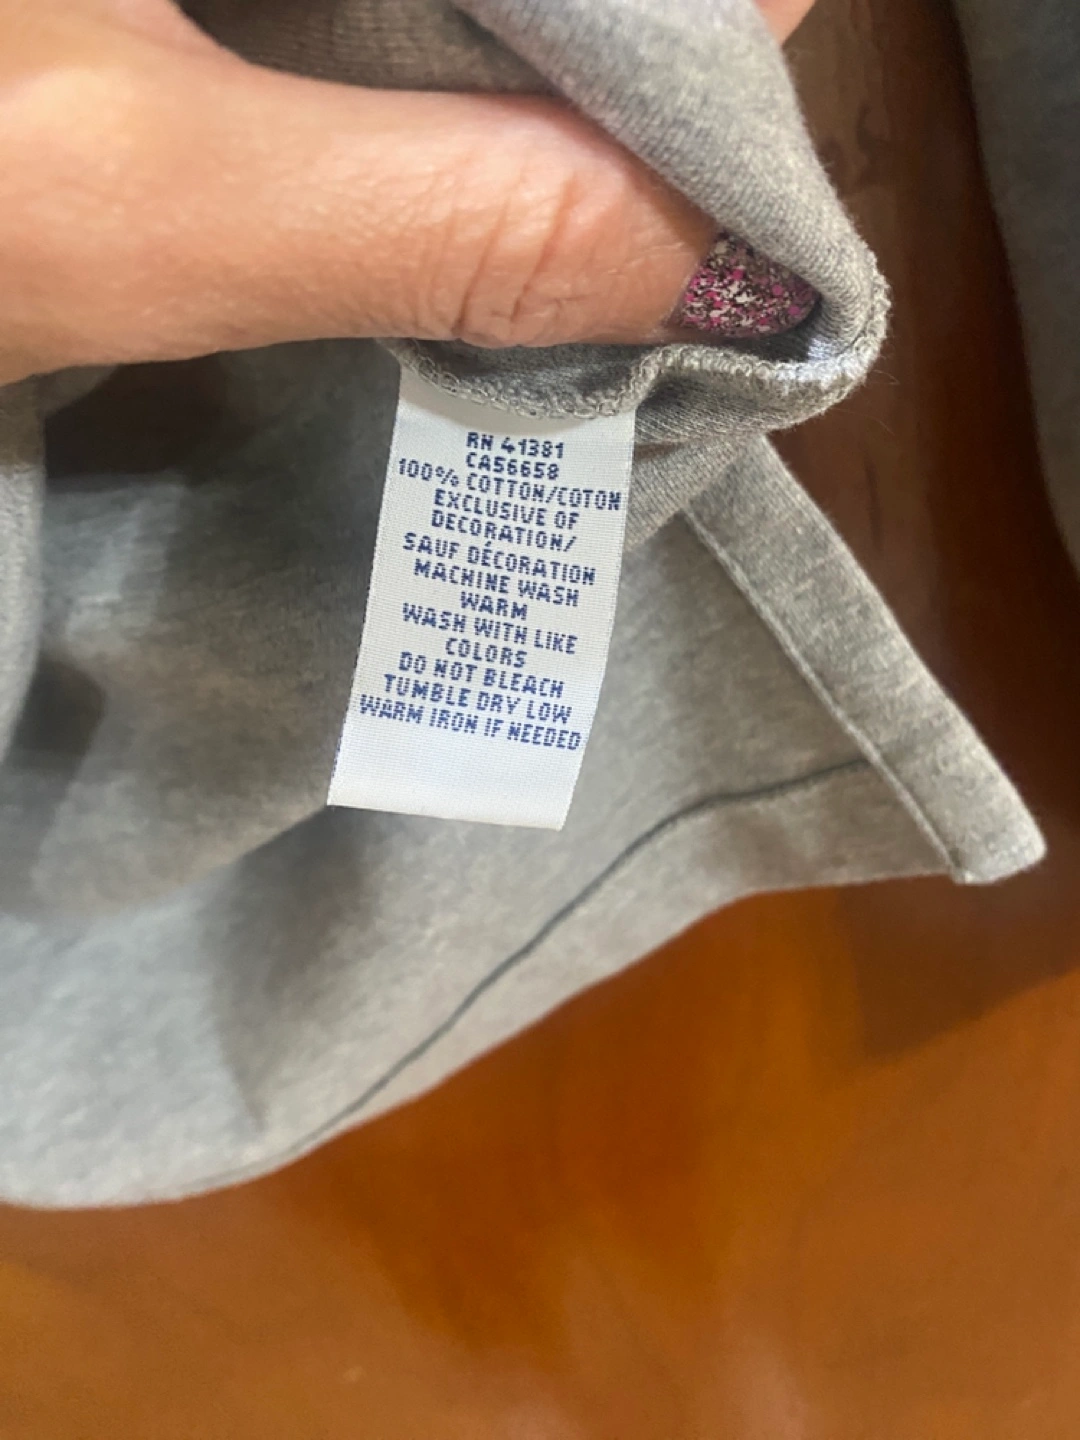 RN 41381
CA56658
100% COTTON/COTON
EXCLUSIVE OF
DECORATION/
SAUF DÉCORATION
MACHINE WASH
WARM
WASH WITH LIKE
COLORS
DO NOT BLEACH
TUMBLE DRY LOW
WARM IRON IF NEEDED